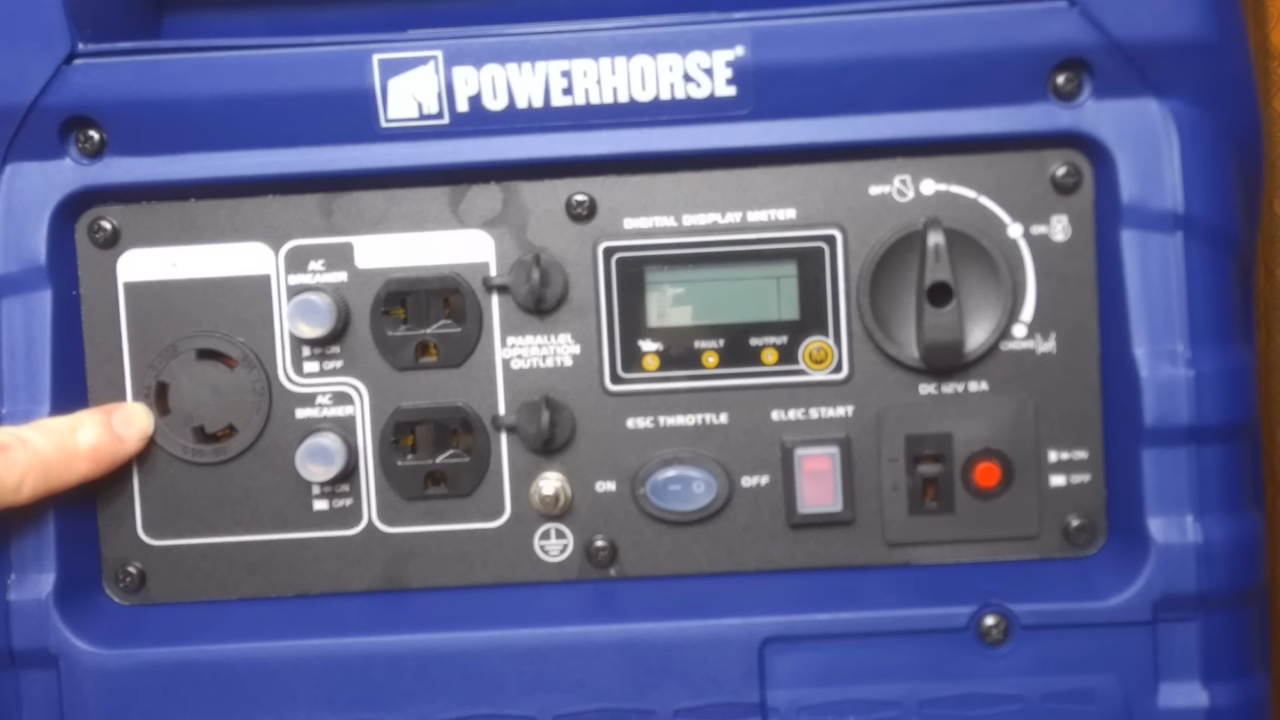 POWERHORSE®
DIGITAL DISPLAY METER
AC
BREAKER
ON
OFF
AC
BREAKER
ON
OFF
PARALLEL
OPERATION
OUTLETS
FAULT
OUTPUT
M
OFF
ON
CHOKE
ESC THROTTLE
ON
OFF
ELEC.START
DC 12V 8A
ON
OFF